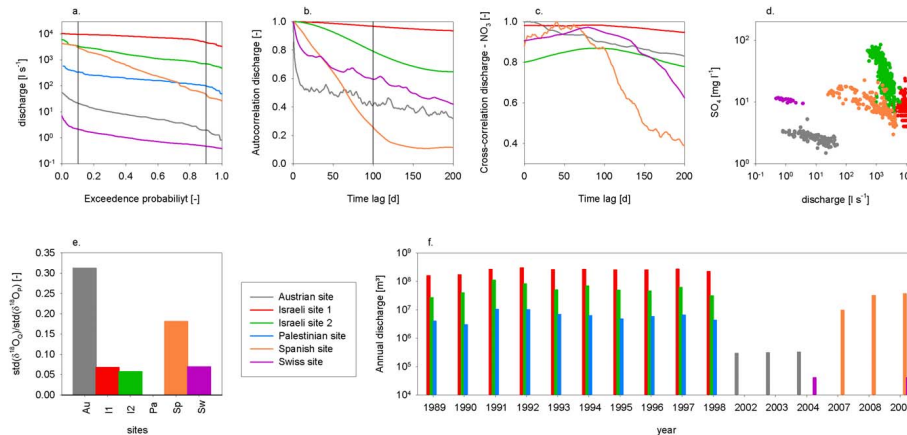 a.
discharge [l s⁻¹]
10⁴
10³
10²
10¹
10⁰
10⁻¹
0.0 0.2 0.4 0.6 0.8 1.0
Exceedence probabiliyt [-]
b.
Autocorrelation discharge [-]
1.0
0.8
0.6
0.4
0.2
0.0
0 50 100 150 200
Time lag [d]
c.
Cross-correlation discharge - NO₃ [-]
1.0
0.8
0.6
0.4
0 50 100 150 200
Time lag [d]
d.
SO₄ [mg l⁻¹]
10²
10¹
10⁰
10⁻¹ 10⁰ 10¹ 10² 10³ 10⁴
discharge [l s⁻¹]
e.
std(δ¹⁸O_Q)/std(δ¹⁸O_P) [-]
0.35
0.30
0.25
0.20
0.15
0.10
0.05
0.00
Au I1 I2 Pa Sp Sw
sites
Austrian site
Israeli site 1
Israeli site 2
Palestinian site
Spanish site
Swiss site
f.
Annual discharge [m³]
10⁹
10⁸
10⁷
10⁶
10⁵
10⁴
1989 1990 1991 1992 1993 1994 1995 1996 1997 1998 2002 2003 2004 2007 2008
year